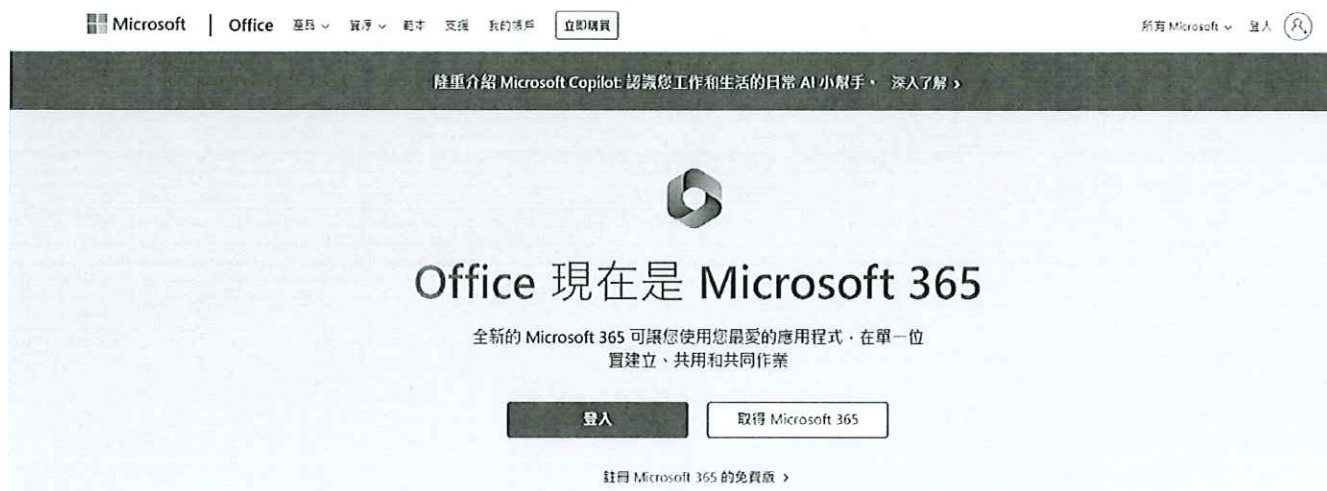 Microsoft | Office 產品 資源 範本 支援 我的帳戶 立即購買 所有 Microsoft 登入
隆重介紹 Microsoft Copilot: 認識您工作和生活的日常 AI 小幫手。 深入了解 >
Office 現在是 Microsoft 365
全新的 Microsoft 365 可讓您使用您最愛的應用程式，在單一位
置建立、共用和共同作業
登入 取得 Microsoft 365
註冊 Microsoft 365 的免費版 >